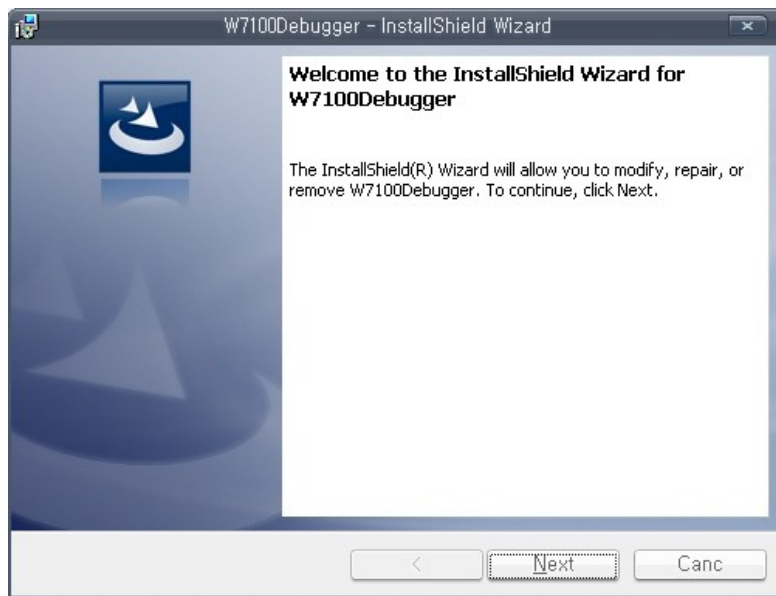 W7100Debugger - InstallShield Wizard
Welcome to the InstallShield Wizard for
W7100Debugger
The InstallShield(R) Wizard will allow you to modify, repair, or
remove W7100Debugger. To continue, click Next.
< Next Canc